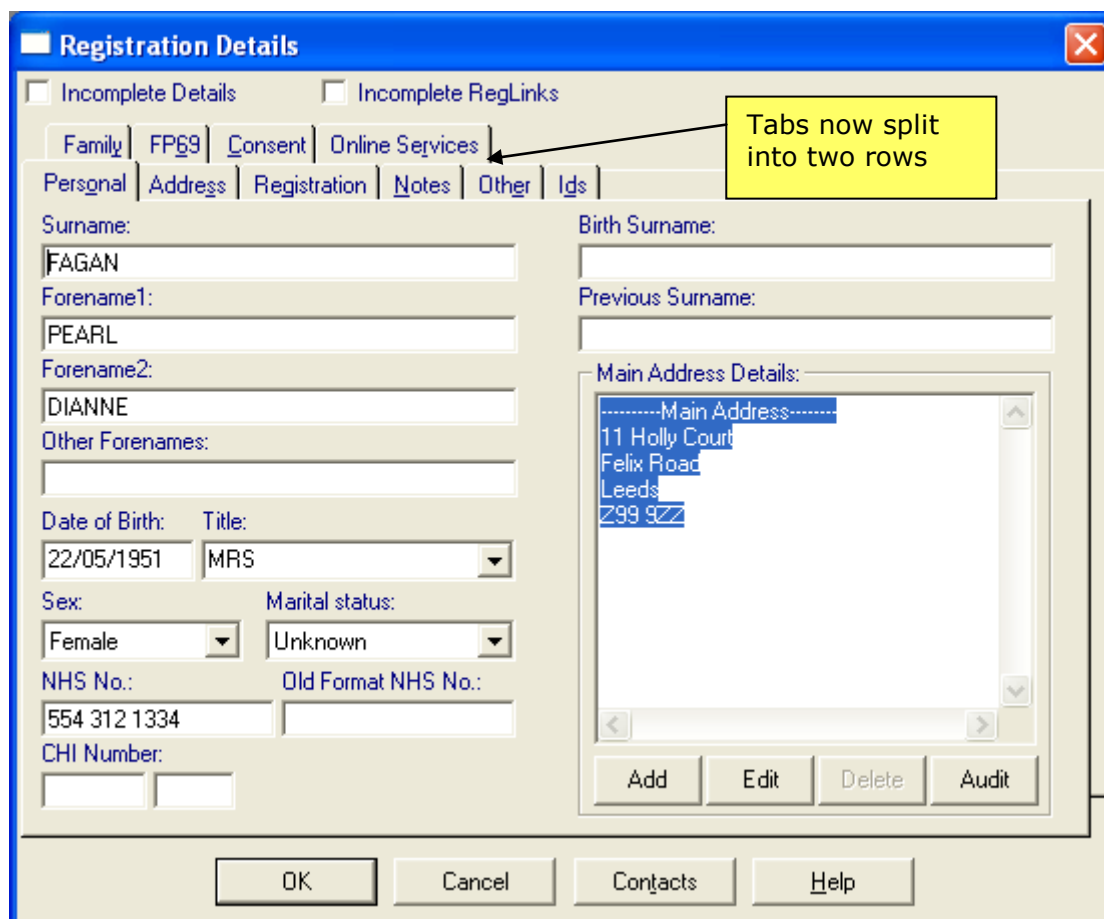 Registration Details
Incomplete Details
Incomplete RegLinks
Tabs now split
into two rows
Family
FP69
Consent
Online Services
Personal
Address
Registration
Notes
Other
Ids
Surname:
FAGAN
Forename1:
PEARL
Forename2:
DIANNE
Other Forenames:
Date of Birth:
Title:
22/05/1951
MRS
Sex:
Marital status:
Female
Unknown
NHS No.:
Old Format NHS No.:
554 312 1334
CHI Number:
Birth Surname:
Previous Surname:
Main Address Details:
----------Main Address--------
11 Holly Court
Felix Road
Leeds
Z99 9ZZ
Add
Edit
Delete
Audit
OK
Cancel
Contacts
Help